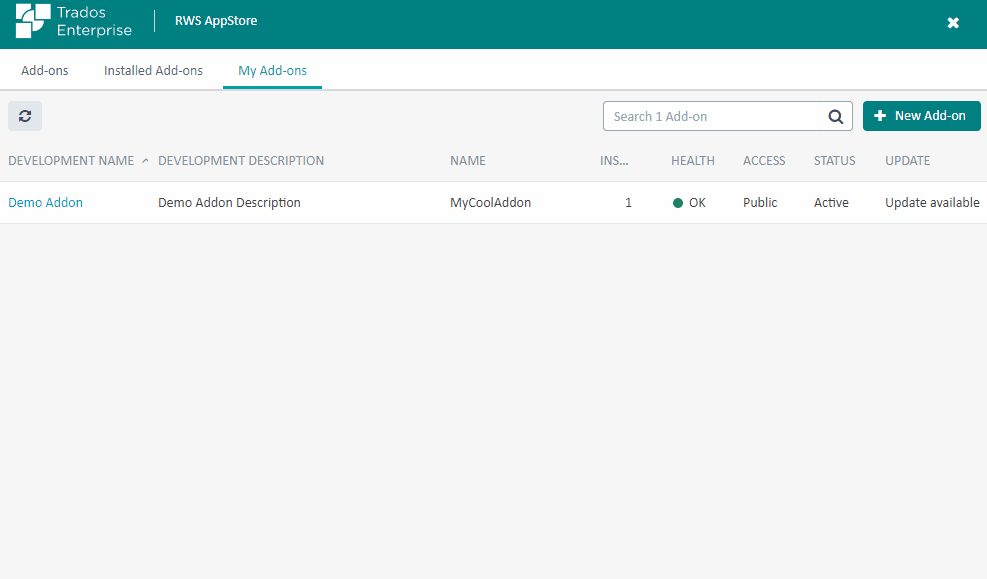 Trados
Enterprise
RWS AppStore
Add-ons Installed Add-ons My Add-ons
Search 1 Add-on New Add-on
DEVELOPMENT NAME DEVELOPMENT DESCRIPTION NAME INS... HEALTH ACCESS STATUS UPDATE
Demo Addon Demo Addon Description MyCoolAddon 1 OK Public Active Update available